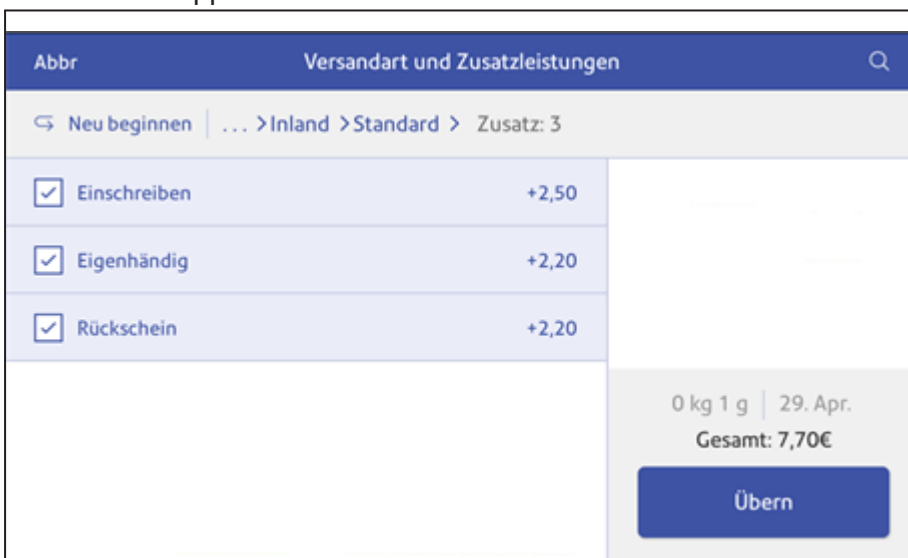 Abbr Versandart und Zusatzleistungen
Neu beginnen ... >Inland >Standard > Zusatz: 3
Einschreiben +2,50
Eigenhändig +2,20
Rückschein +2,20
0 kg 1 g 29. Apr.
Gesamt: 7,70€
Übern